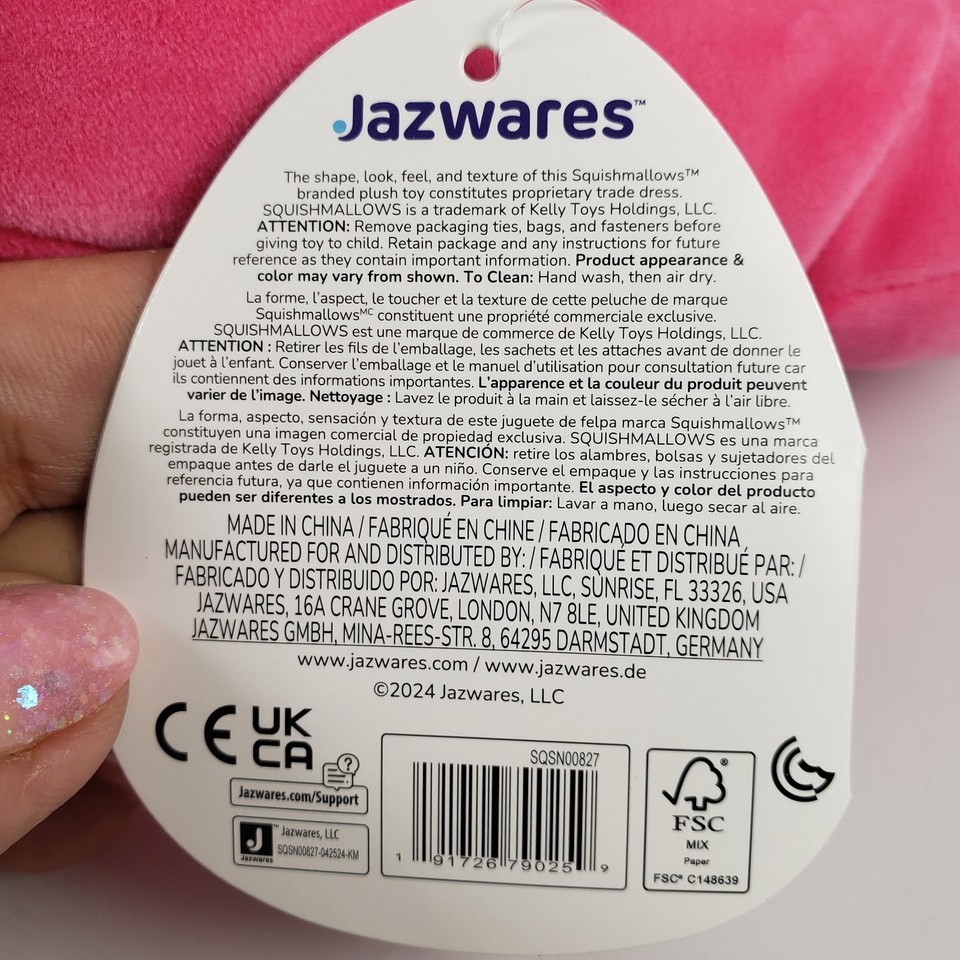 Jazwares™
The shape, look, feel, and texture of this Squishmallows™
branded plush toy constitutes proprietary trade dress.
SQUISHMALLOWS is a trademark of Kelly Toys Holdings, LLC.
ATTENTION: Remove packaging ties, bags, and fasteners before
giving toy to child. Retain package and any instructions for future
reference as they contain important information. Product appearance &
color may vary from shown. To Clean: Hand wash, then air dry.
La forme, l'aspect, le toucher et la texture de cette peluche de marque
Squishmallowsᴹᶜ constituent une propriété commerciale exclusive.
SQUISHMALLOWS est une marque de commerce de Kelly Toys Holdings, LLC.
ATTENTION : Retirer les fils de l'emballage, les sachets et les attaches avant de donner le
jouet à l'enfant. Conserver l'emballage et le manuel d'utilisation pour consultation future car
ils contiennent des informations importantes. L'apparence et la couleur du produit peuvent
varier de l'image. Nettoyage : Lavez le produit à la main et laissez-le sécher à l'air libre.
La forma, aspecto, sensación y textura de este juguete de felpa marca Squishmallows™
constituyen una imagen comercial de propiedad exclusiva. SQUISHMALLOWS es una marca
registrada de Kelly Toys Holdings, LLC. ATENCIÓN: retire los alambres, bolsas y sujetadores del
empaque antes de darle el juguete a un niño. Conserve el empaque y las instrucciones para
referencia futura, ya que contienen información importante. El aspecto y color del producto
pueden ser diferentes a los mostrados. Para limpiar: Lavar a mano, luego secar al aire.
MADE IN CHINA / FABRIQUÉ EN CHINE / FABRICADO EN CHINA
MANUFACTURED FOR AND DISTRIBUTED BY: / FABRIQUÉ ET DISTRIBUÉ PAR: /
FABRICADO Y DISTRIBUIDO POR: JAZWARES, LLC, SUNRISE, FL 33326, USA
JAZWARES, 16A CRANE GROVE, LONDON, N7 8LE, UNITED KINGDOM
JAZWARES GMBH, MINA-REES-STR. 8, 64295 DARMSTADT, GERMANY
www.jazwares.com / www.jazwares.de
©2024 Jazwares, LLC
CE UK
CA
?
Jazwares.com/Support
J™ Jazwares, LLC
Jazwares SQSN00827-042524-KM
SQSN00827
1 91726 79025 9
®
FSC
MIX
Paper
FSC® C148639